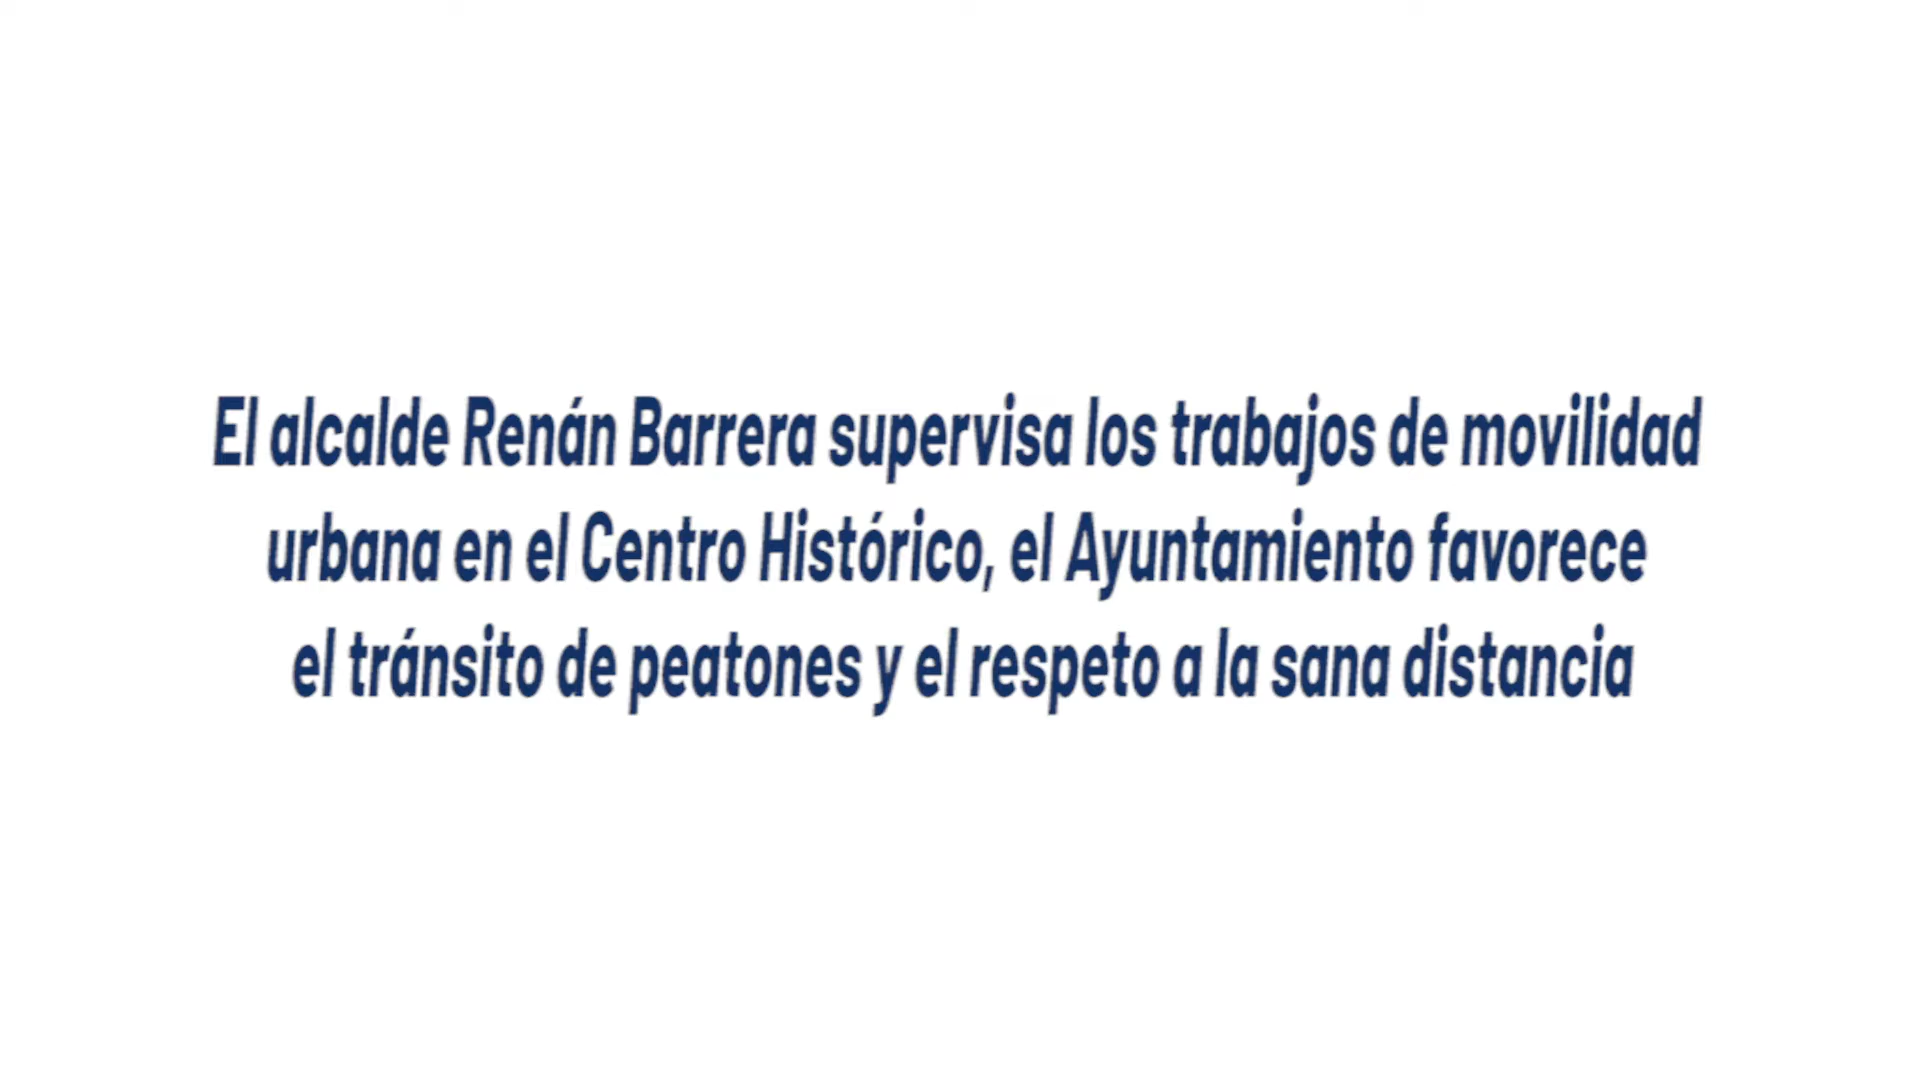 El alcalde Renán Barrera supervisa los trabajos de movilidad
urbana en el Centro Histórico, el Ayuntamiento favorece
el tránsito de peatones y el respeto a la sana distancia